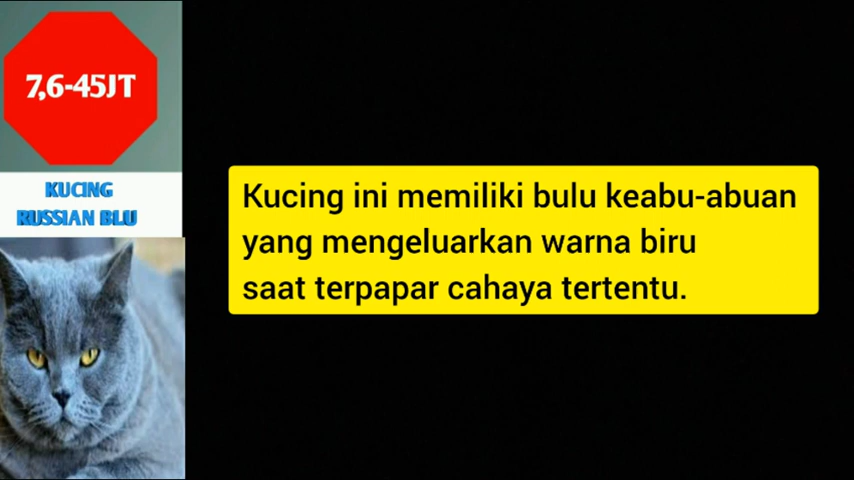 7,6-45JT
KUCING
RUSSIAN BLU
Kucing ini memiliki bulu keabu-abuan
yang mengeluarkan warna biru
saat terpapar cahaya tertentu.